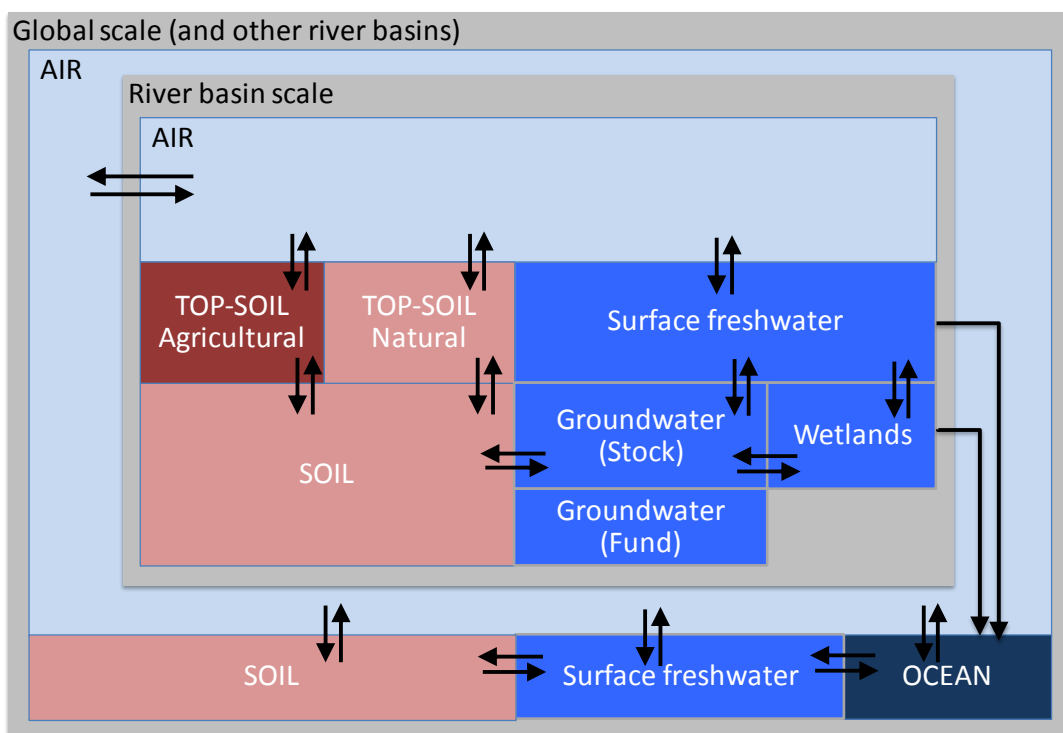 Global scale (and other river basins)
AIR
River basin scale
AIR
TOP-SOIL
Agricultural
TOP-SOIL
Natural
Surface freshwater
Groundwater
(Stock)
Wetlands
SOIL
Groundwater
(Fund)
SOIL
Surface freshwater
OCEAN